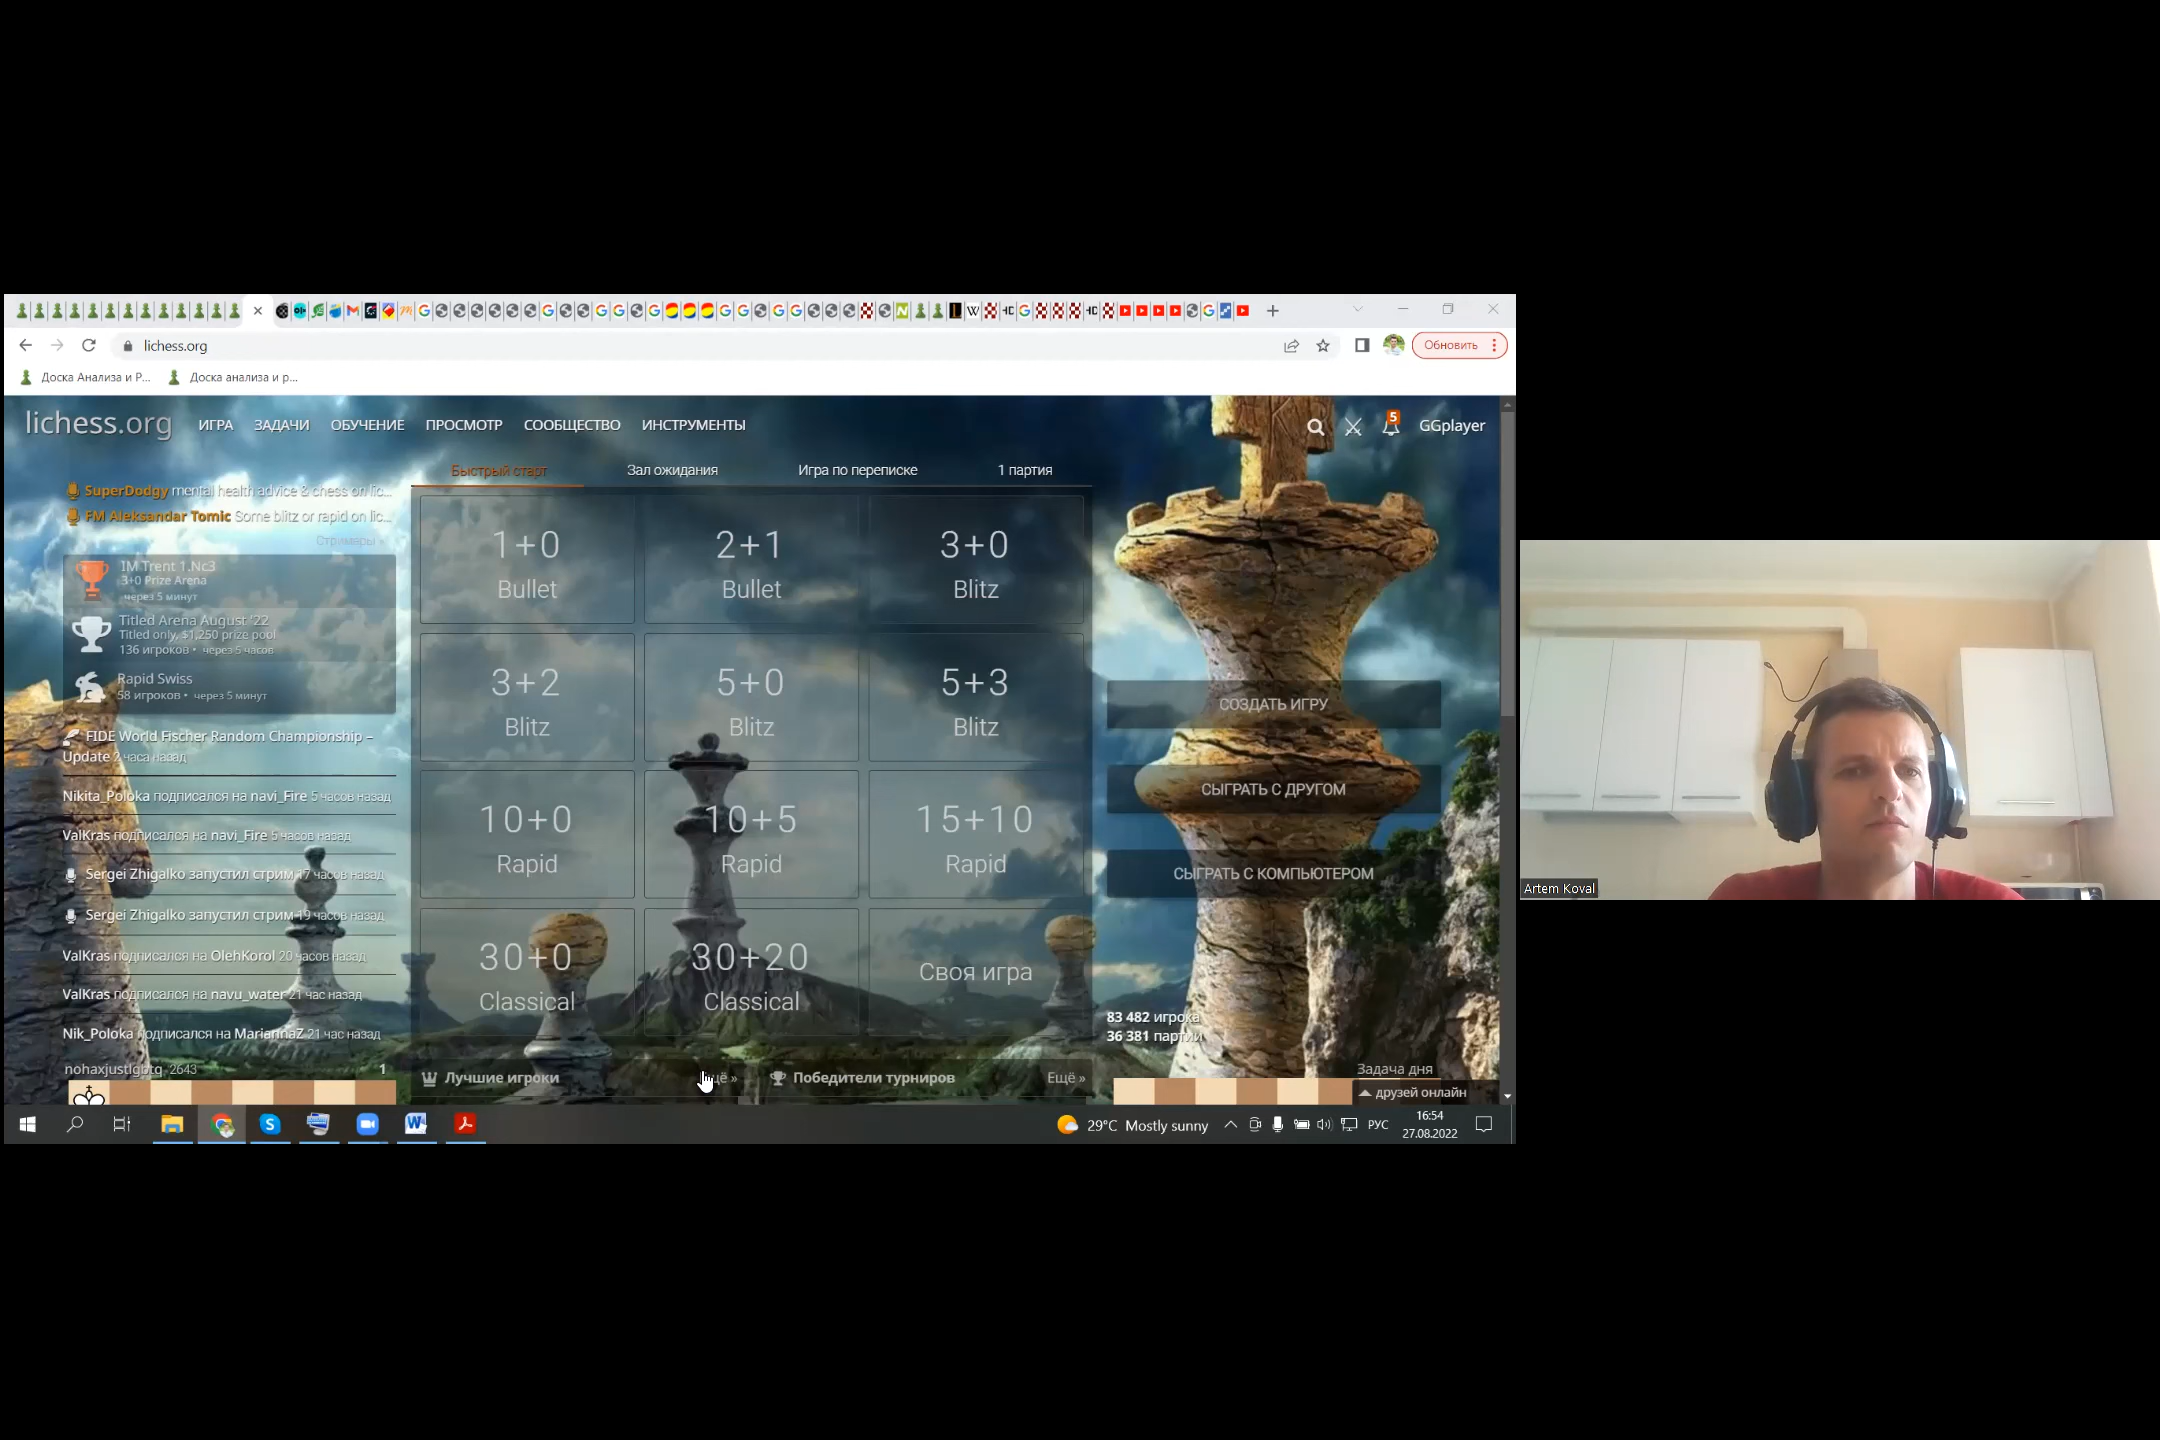 lichess.org
Обновить
Доска Анализа и Р...
Доска анализа и р...
lichess.org
ИГРА
ЗАДАЧИ
ОБУЧЕНИЕ
ПРОСМОТР
СООБЩЕСТВО
ИНСТРУМЕНТЫ
5
GGplayer
Быстрый старт
Зал ожидания
Игра по переписке
1 партия
SuperDodgy mental health advice & chess on lic...
FM Aleksandar Tomic Some blitz or rapid on lic...
Стримеры »
IM Trent 1.Nc3
3+0 Prize Arena
через 5 минут
Titled Arena August '22
Titled only, $1,250 prize pool
136 игроков • через 5 часов
Rapid Swiss
58 игроков • через 5 минут
FIDE World Fischer Random Championship –
Update 2 часа назад
Nikita_Poloka подписался на navi_Fire 5 часов назад
ValKras подписался на navi_Fire 5 часов назад
Sergei Zhigalko запустил стрим 17 часов назад
Sergei Zhigalko запустил стрим 19 часов назад
ValKras подписался на OlehKorol 20 часов назад
ValKras подписался на navu_water 21 час назад
Nik_Poloka подписался на MariannaZ 21 час назад
nohaxjustlgbtq 2643
1
1+0
Bullet
2+1
Bullet
3+0
Blitz
3+2
Blitz
5+0
Blitz
5+3
Blitz
10+0
Rapid
10+5
Rapid
15+10
Rapid
30+0
Classical
30+20
Classical
Своя игра
СОЗДАТЬ ИГРУ
СЫГРАТЬ С ДРУГОМ
СЫГРАТЬ С КОМПЬЮТЕРОМ
83 482 игрока
36 381 партии
Лучшие игроки
Победители турниров
Ещё »
Задача дня
друзей онлайн
29°C Mostly sunny
РУС
16:54
27.08.2022
Artem Koval